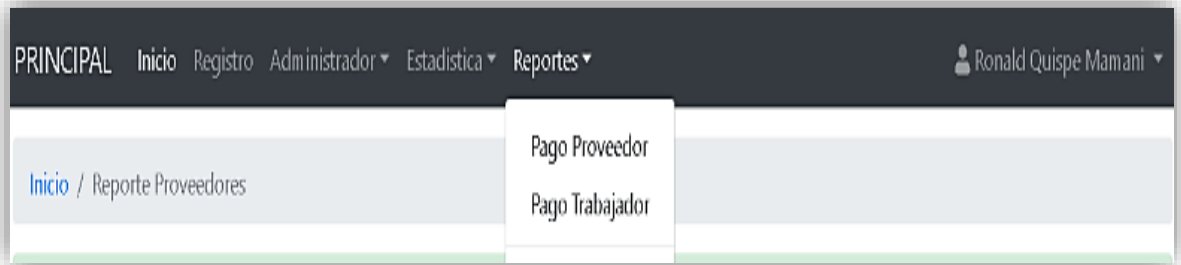 PRINCIPAL Inicio Registro Administrador Estadistica Reportes Ronald Quispe Mamani
Pago Proveedor
Inicio / Reporte Proveedores
Pago Trabajador